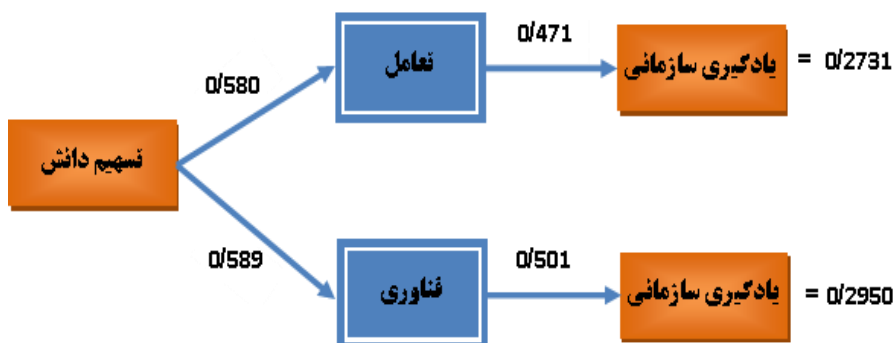 تعامل
0/471
یادگیری سازمانی
= 0/2731
0/580
تسهیم دانش
0/589
فناوری
0/501
یادگیری سازمانی
= 0/2950